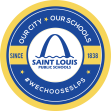 OUR CITY ★ OUR SCHOOLS
SINCE
1838
SAINT LOUIS
PUBLIC SCHOOLS
#WECHOOSESLPS